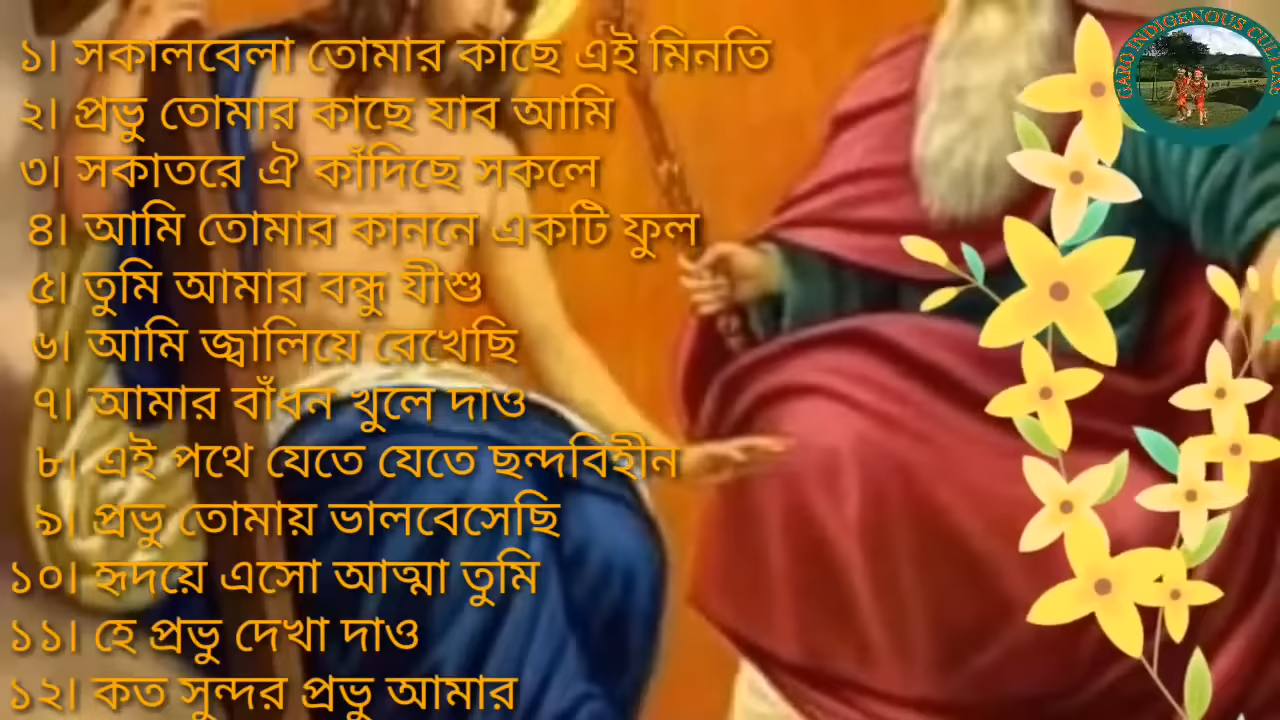 ১। সকালবেলা তোমার কাছে এই মিনতি
২। প্রভু তোমার কাছে যাব আমি
৩। সকাতরে ঐ কাঁদিছে সকলে
৪। আমি তোমার কাননে একটি ফুল
৫। তুমি আমার বন্ধু যীশু
৬। আমি জ্বালিয়ে রেখেছি
৭। আমার বাঁধন খুলে দাও
৮। এই পথে যেতে যেতে ছন্দবিহীন
৯। প্রভু তোমায় ভালবেসেছি
১০। হৃদয়ে এসো আত্মা তুমি
১১। হে প্রভু দেখা দাও
১২। কত সুন্দর প্রভু আমার
GARO INDIGENOUS